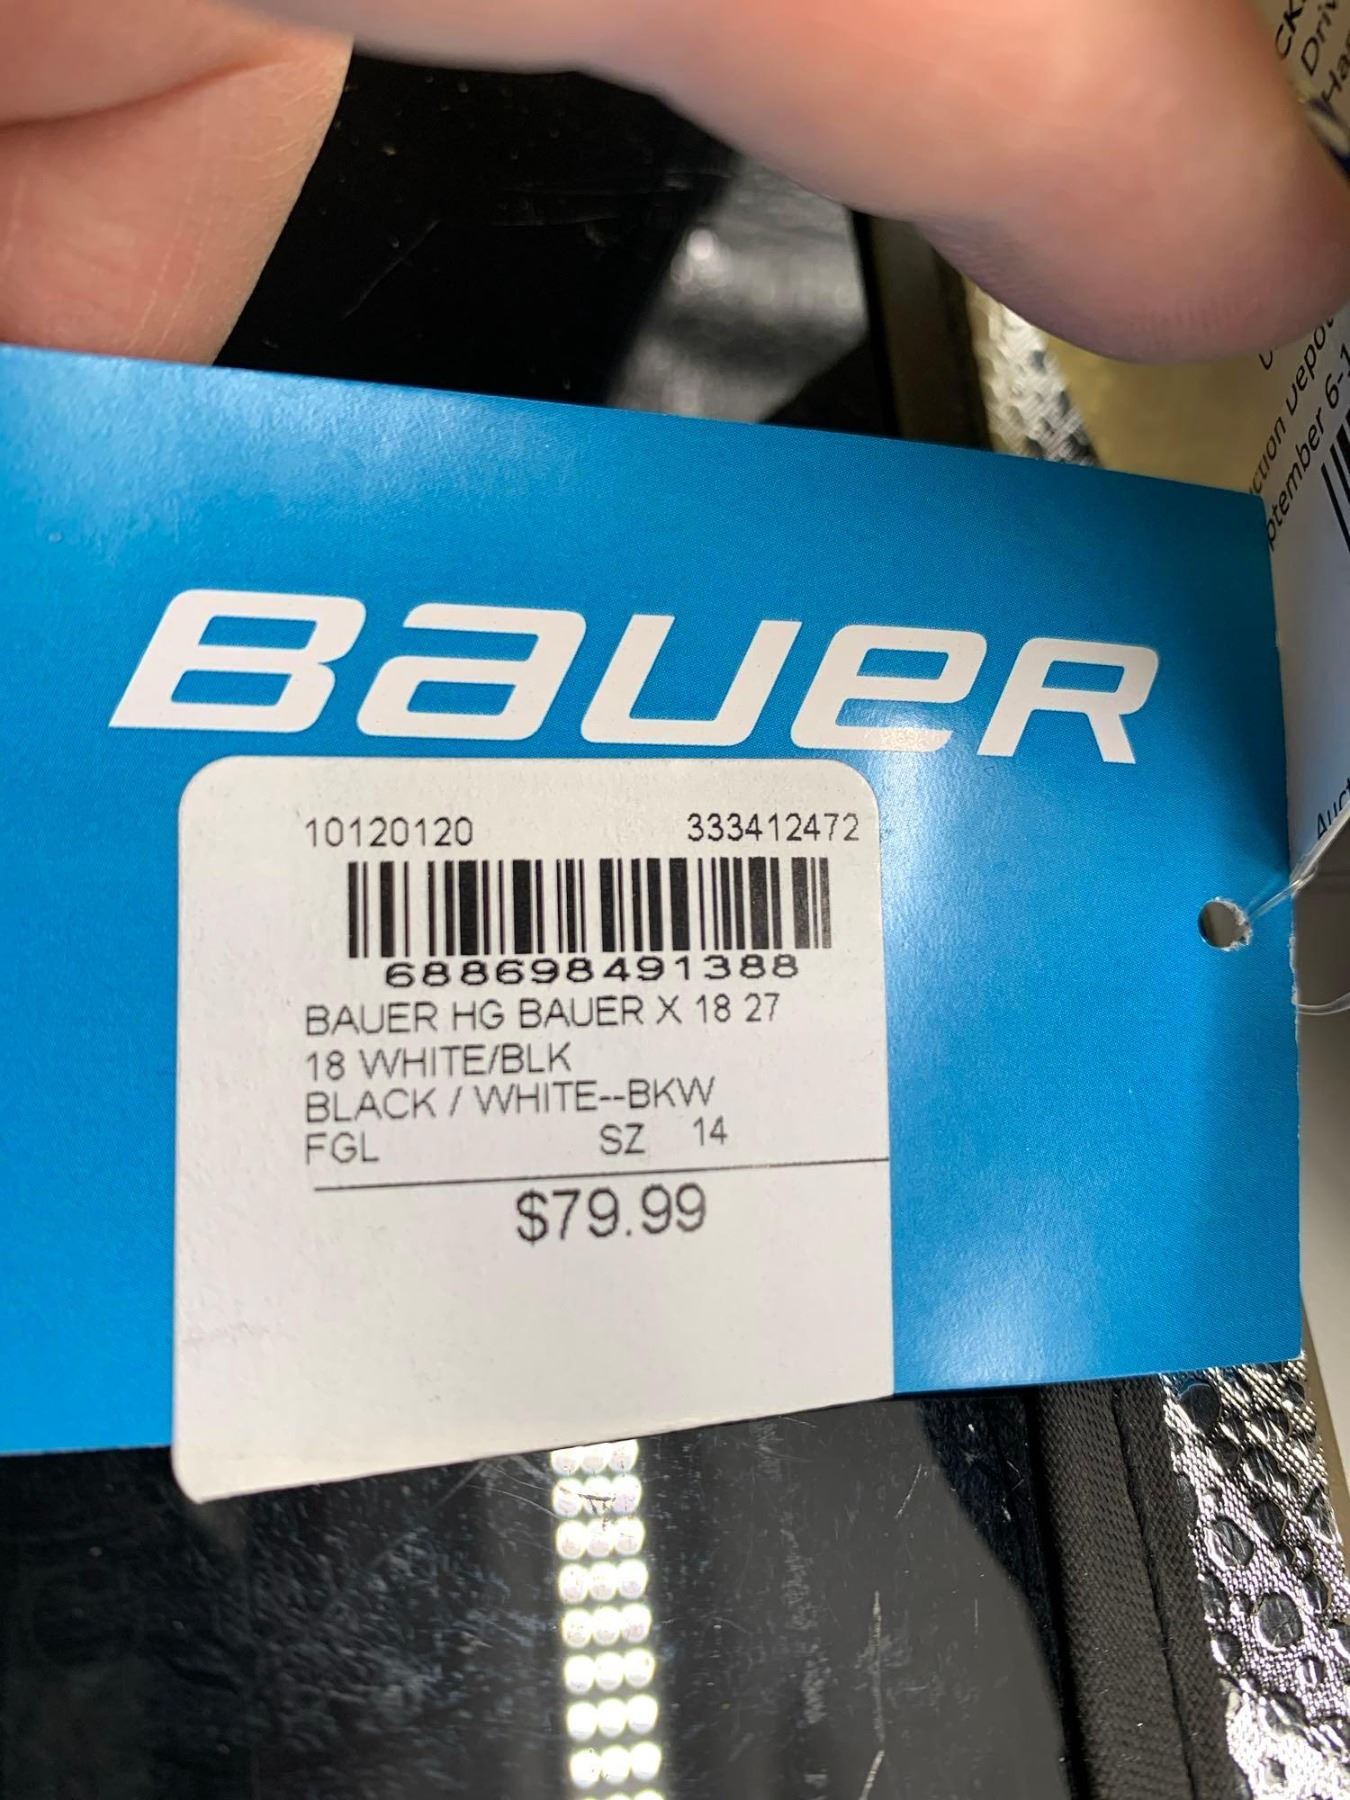 BAUER
10120120 333412472
688698491388
BAUER HG BAUER X 18 27
18 WHITE/BLK
BLACK / WHITE--BKW
FGL SZ 14
$79.99